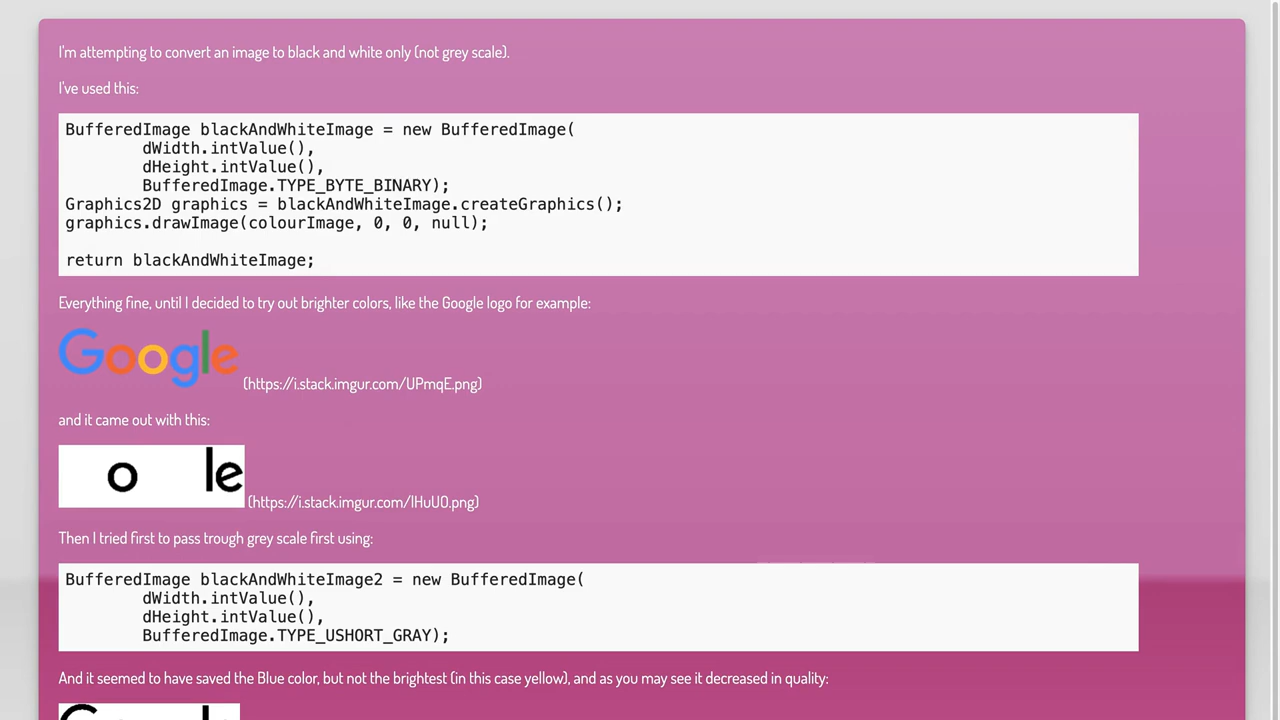 I'm attempting to convert an image to black and white only (not grey scale).
I've used this:
BufferedImage blackAndWhiteImage = new BufferedImage(
        dWidth.intValue(),
        dHeight.intValue(),
        BufferedImage.TYPE_BYTE_BINARY);
Graphics2D graphics = blackAndWhiteImage.createGraphics();
graphics.drawImage(colourImage, 0, 0, null);
return blackAndWhiteImage;
Everything fine, until I decided to try out brighter colors, like the Google logo for example:
Google (https://i.stack.imgur.com/UPmqE.png)
and it came out with this:
o le (https://i.stack.imgur.com/lHuU0.png)
Then I tried first to pass trough grey scale first using:
BufferedImage blackAndWhiteImage2 = new BufferedImage(
        dWidth.intValue(),
        dHeight.intValue(),
        BufferedImage.TYPE_USHORT_GRAY);
And it seemed to have saved the Blue color, but not the brightest (in this case yellow), and as you may see it decreased in quality: